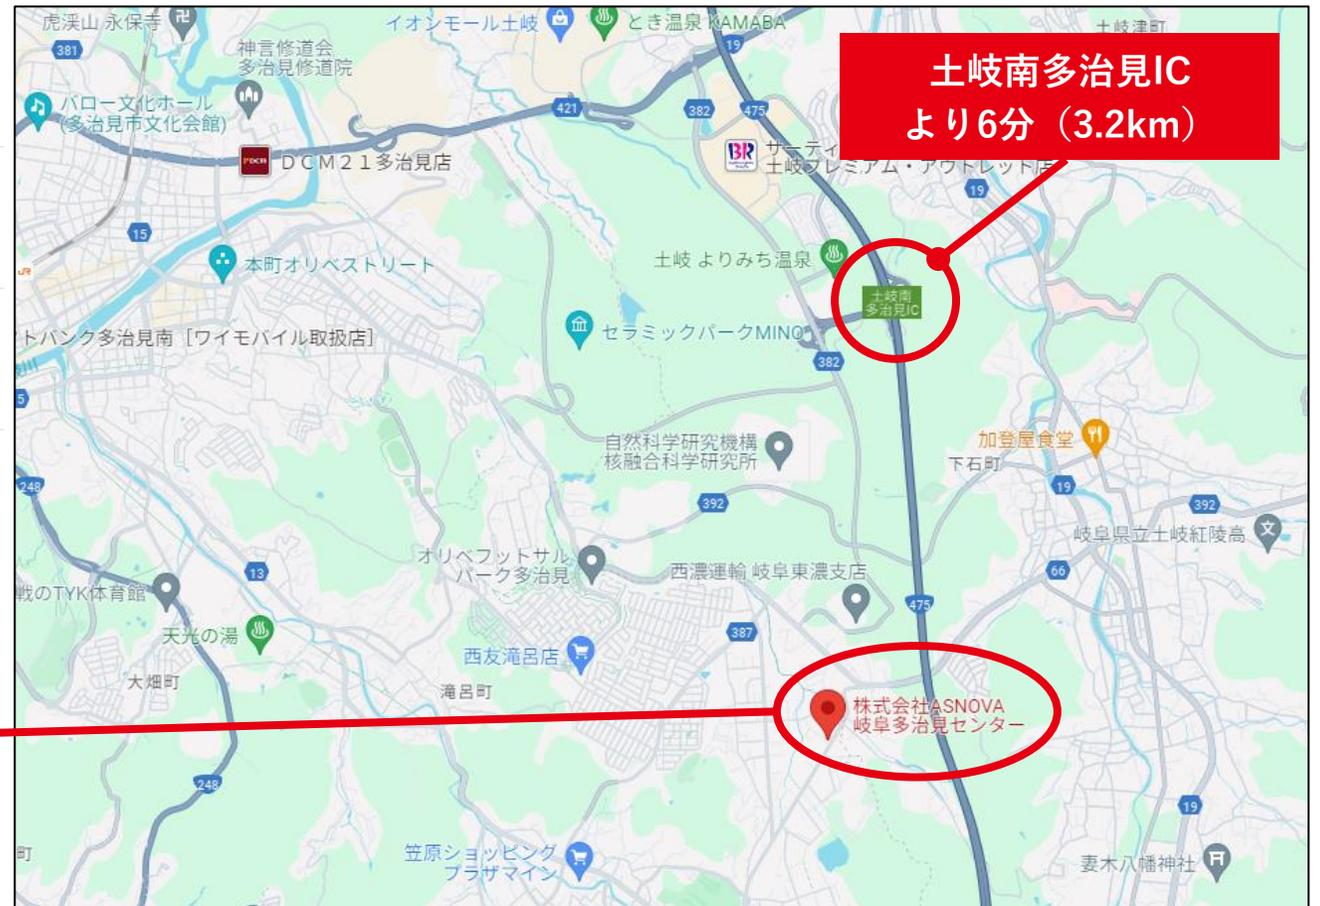 虎渓山 永保寺
イオンモール土岐
とき温泉 KAMABA
土岐津町
381
神言修道会
多治見修道院
19
土岐南多治見IC
より6分（3.2km）
バロー文化ホール
(多治見市文化会館)
421
382
475
DCM
ＤＣＭ２１多治見店
BR
サーティ
土岐プレミアム・アウトレット店
19
15
JR
本町オリベストリート
土岐 よりみち温泉
土岐南
多治見IC
トバンク多治見南［ワイモバイル取扱店］
セラミックパークMINO
382
5
自然科学研究機構
核融合科学研究所
加登屋食堂
下石町
248
392
19
392
岐阜県立土岐紅陵高
文
オリベフットサル
パーク多治見
西濃運輸 岐阜東濃支店
66
13
戦のTYK体育館
475
天光の湯
387
西友滝呂店
大畑町
滝呂町
株式会社ASNOVA
岐阜多治見センター
248
19
町
笠原ショッピング
プラザマイン
妻木八幡神社